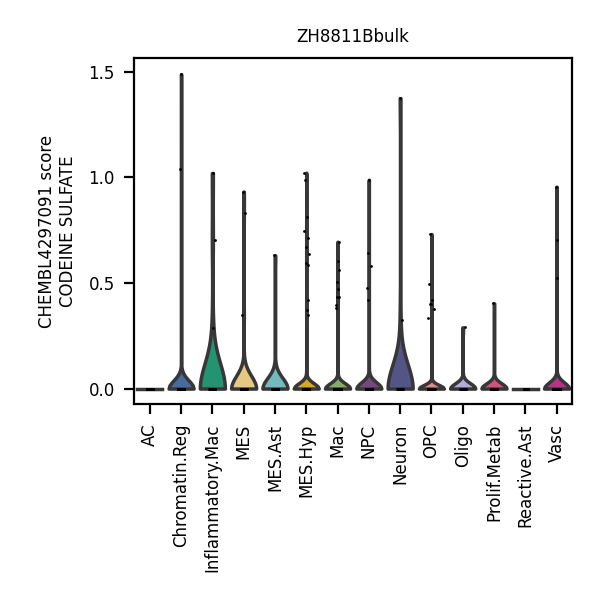 ZH8811Bbulk
CHEMBL4297091 score
CODEINE SULFATE
1.5
1.0
0.5
0.0
AC
Chromatin.Reg
Inflammatory.Mac
MES
MES.Ast
MES.Hyp
Mac
NPC
Neuron
OPC
Oligo
Prolif.Metab
Reactive.Ast
Vasc